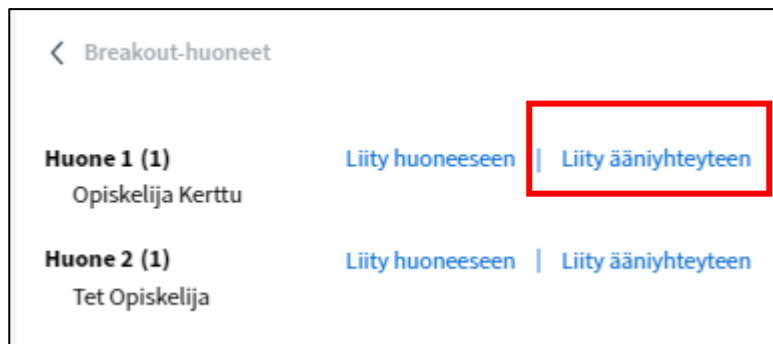 Breakout-huoneet
Huone 1 (1) Liity huoneeseen | Liity ääniyhteyteen
Opiskelija Kerttu
Huone 2 (1) Liity huoneeseen | Liity ääniyhteyteen
Tet Opiskelija